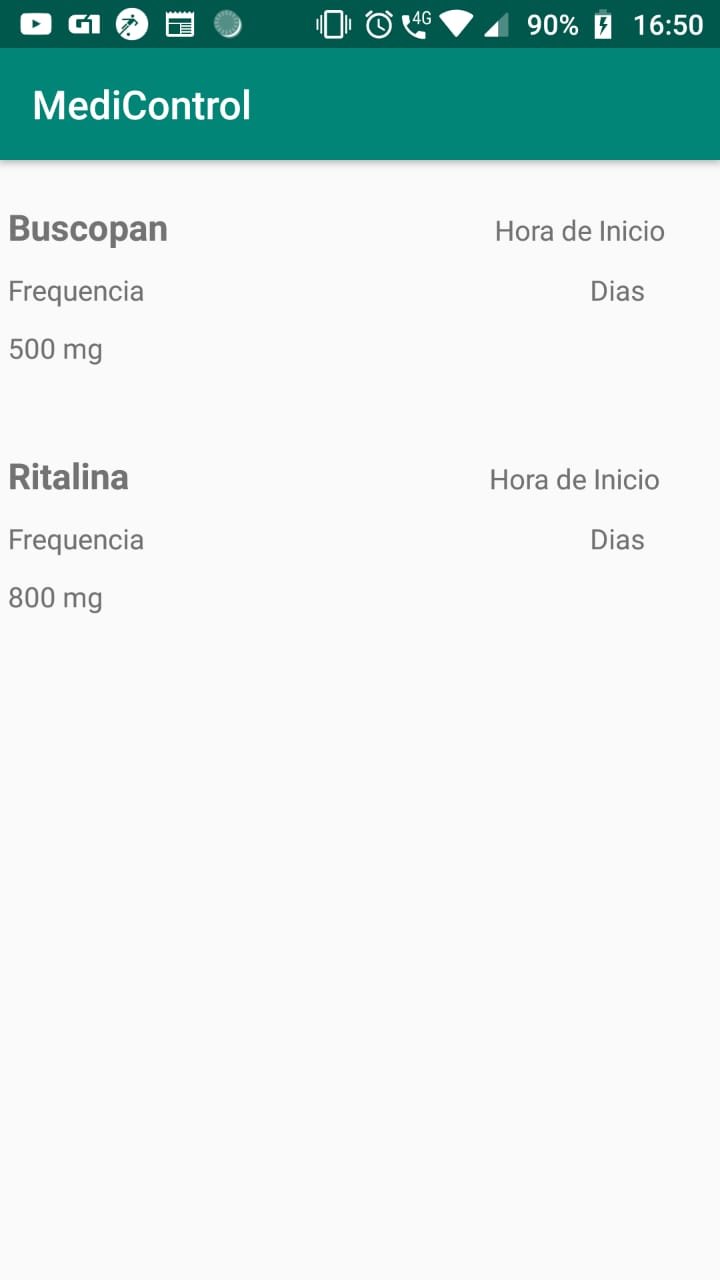 G1 4G 90% 16:50
MediControl
Buscopan Hora de Inicio
Frequencia Dias
500 mg
Ritalina Hora de Inicio
Frequencia Dias
800 mg